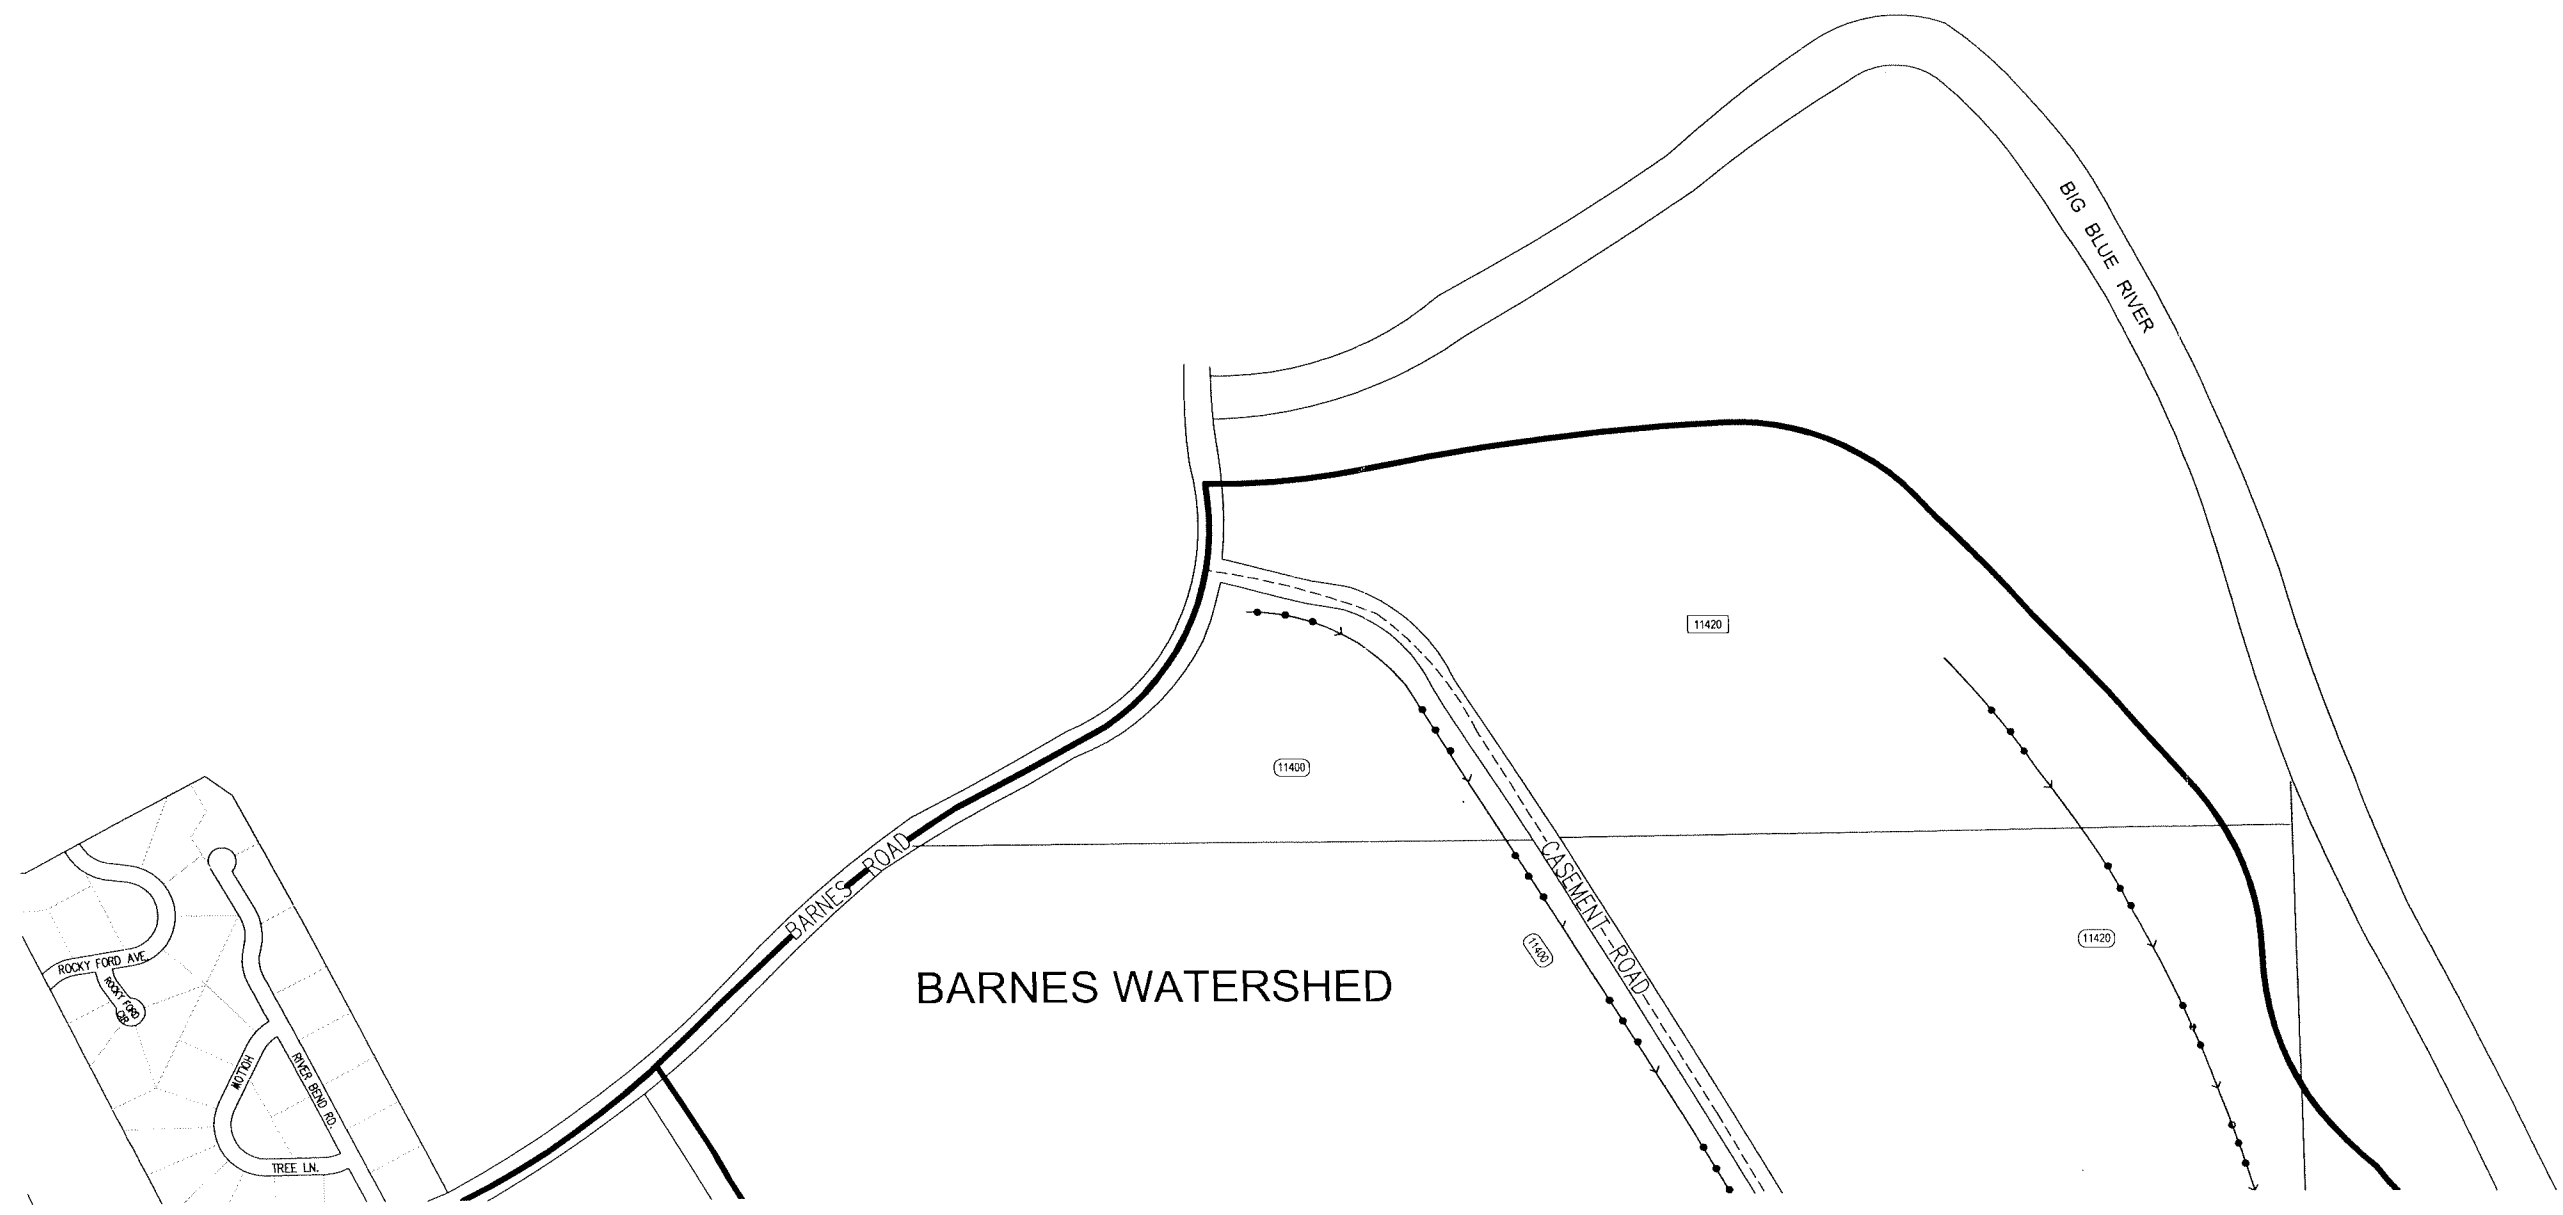 BIG BLUE RIVER
11420
11400
BARNES ROAD
CASEMENT ROAD
11400
11420
BARNES WATERSHED
ROCKY FORD AVE.
ROCKY FORD
CIR.
HOLLOW
RIVER BEND RD.
TREE LN.